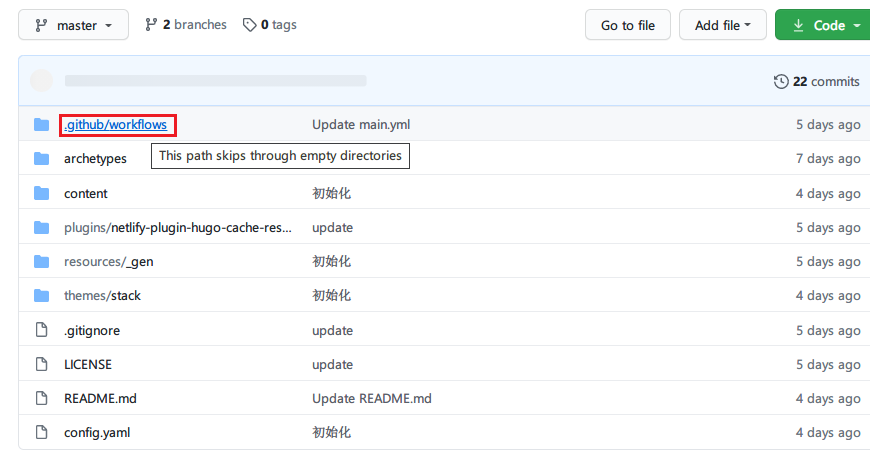 master 2 branches 0 tags Go to file Add file Code
22 commits
.github/workflows Update main.yml 5 days ago
archetypes This path skips through empty directories 7 days ago
content 初始化 4 days ago
plugins/netlify-plugin-hugo-cache-res... update 5 days ago
resources/_gen 初始化 5 days ago
themes/stack 初始化 4 days ago
.gitignore update 5 days ago
LICENSE update 5 days ago
README.md Update README.md 4 days ago
config.yaml 初始化 4 days ago